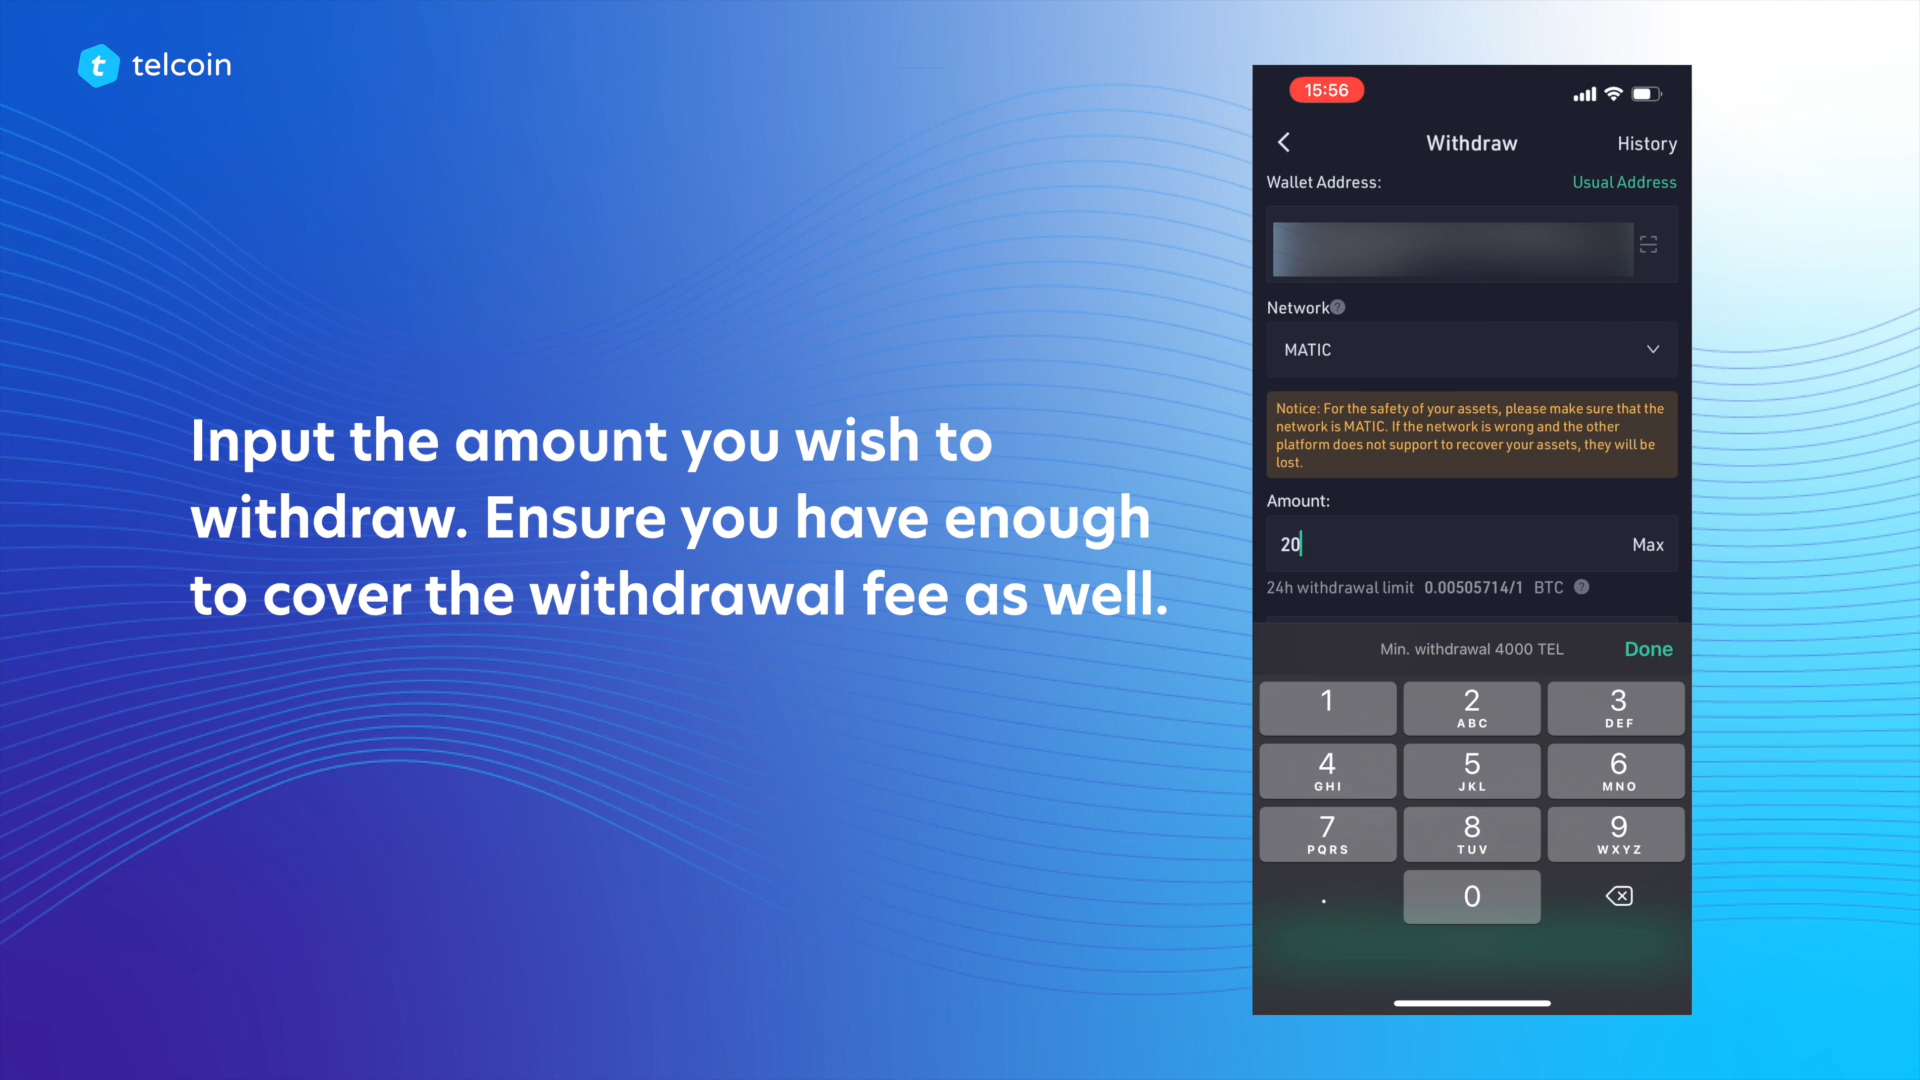 telcoin
Input the amount you wish to
withdraw. Ensure you have enough
to cover the withdrawal fee as well.
15:56
Withdraw
History
Wallet Address:
Usual Address
Network?
MATIC
Notice: For the safety of your assets, please make sure that the
network is MATIC. If the network is wrong and the other
platform does not support to recover your assets, they will be
lost.
Amount:
20
Max
24h withdrawal limit 0.00505714/1 BTC ?
Min. withdrawal 4000 TEL
Done
1
2
ABC
3
DEF
4
GHI
5
JKL
6
MNO
7
PQRS
8
TUV
9
WXYZ
.
0